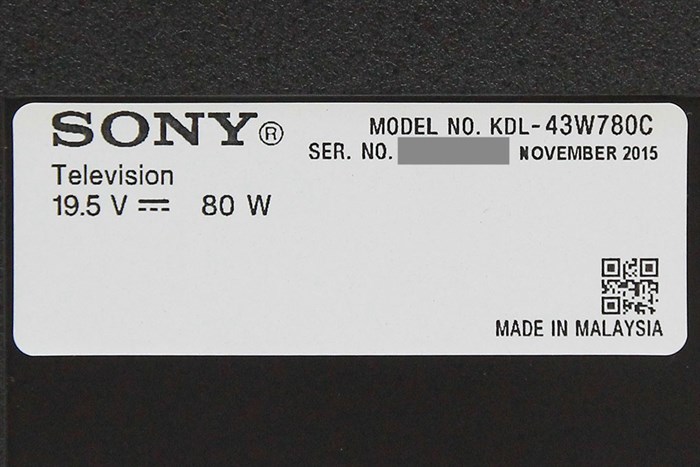 SONY®
MODEL NO. KDL-43W780C
SER. NO. NOVEMBER 2015
Television
19.5 V ⎓ 80 W
MADE IN MALAYSIA